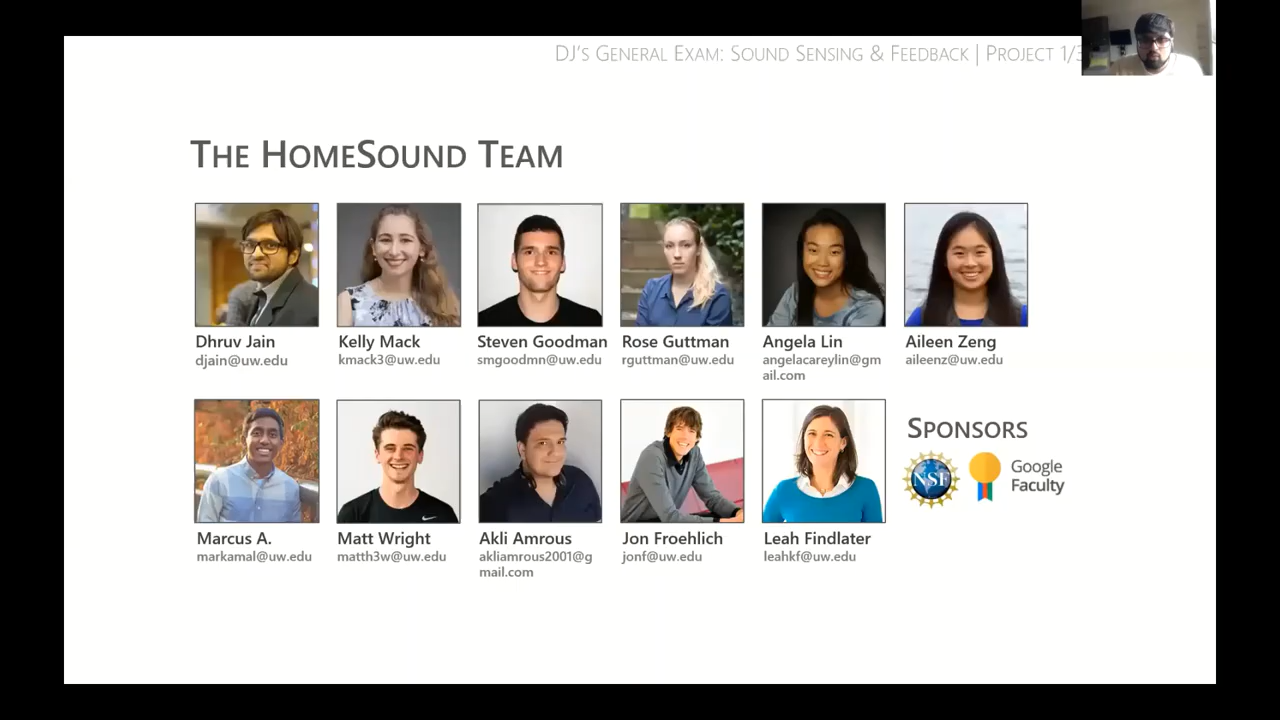 DJ's General Exam: Sound Sensing & Feedback | Project 1/3
The HomeSound Team
Dhruv Jain
djain@uw.edu
Kelly Mack
kmack3@uw.edu
Steven Goodman
smgoodmn@uw.edu
Rose Guttman
rguttman@uw.edu
Angela Lin
angelacareylin@gm
ail.com
Aileen Zeng
aileenz@uw.edu
Marcus A.
markamal@uw.edu
Matt Wright
matth3w@uw.edu
Akli Amrous
akliamrous2001@g
mail.com
Jon Froehlich
jonf@uw.edu
Leah Findlater
leahkf@uw.edu
Sponsors
NSF
Google
Faculty